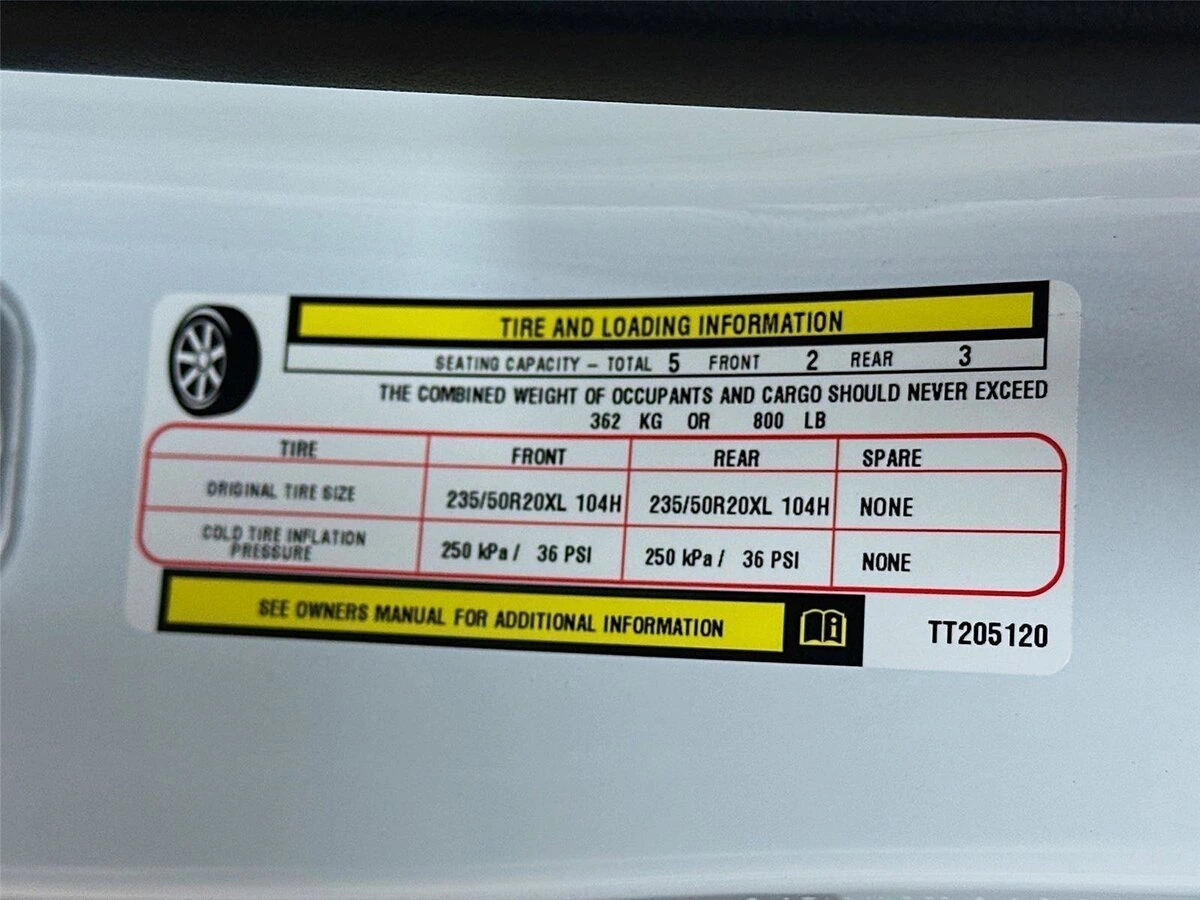 TIRE AND LOADING INFORMATION
SEATING CAPACITY – TOTAL 5 FRONT 2 REAR 3
THE COMBINED WEIGHT OF OCCUPANTS AND CARGO SHOULD NEVER EXCEED
362 KG OR 800 LB
TIRE FRONT REAR SPARE
ORIGINAL TIRE SIZE 235/50R20XL 104H 235/50R20XL 104H NONE
COLD TIRE INFLATION
PRESSURE 250 kPa / 36 PSI 250 kPa / 36 PSI NONE
SEE OWNERS MANUAL FOR ADDITIONAL INFORMATION
TT205120